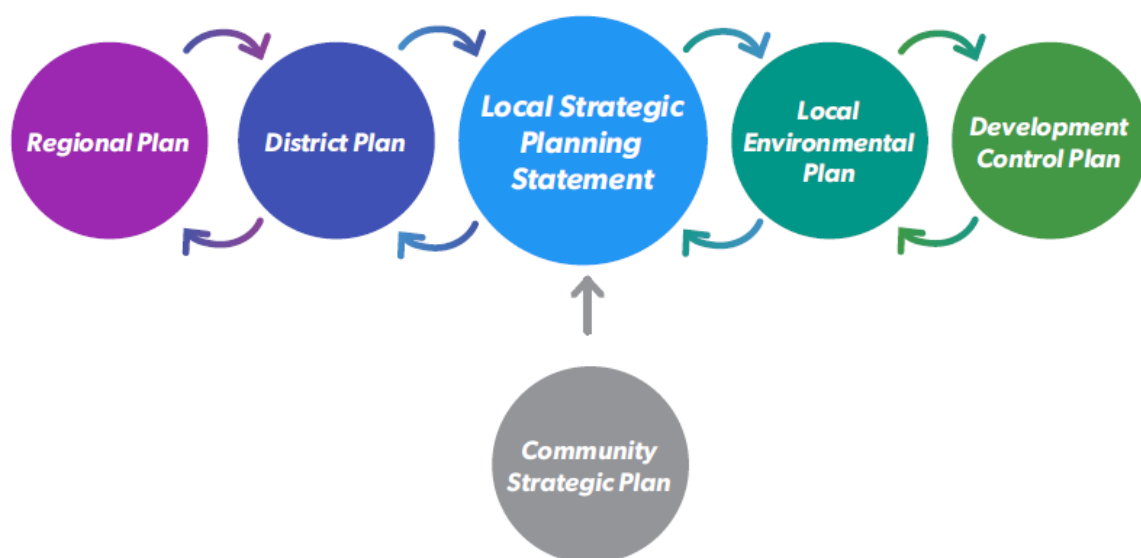 Regional Plan
District Plan
Local Strategic
Planning
Statement
Local
Environmental
Plan
Development
Control Plan
Community
Strategic Plan